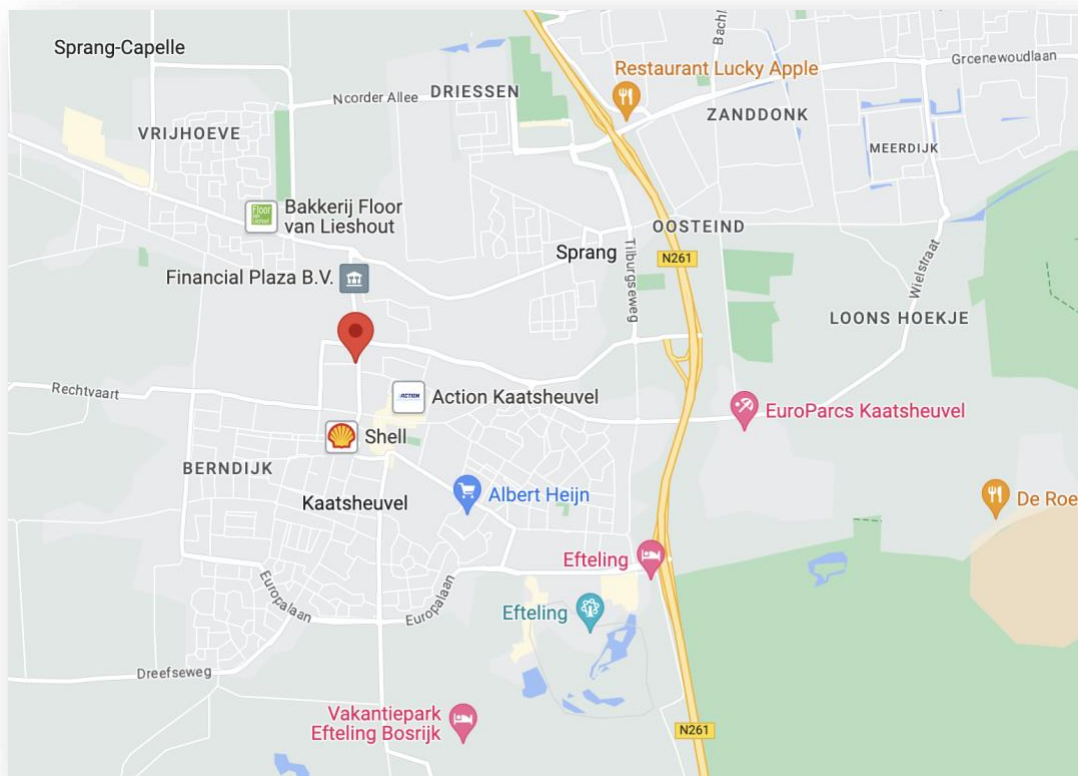 Sprang-Capelle
VRIJHOEVE
Noorder Allee
DRIESSEN
Restaurant Lucky Apple
Groenewoudlaan
ZANDDONK
MEERDIJK
Floor
Bakkerij Floor
van Lieshout
OOSTEIND
Sprang
Tilburgseweg
N261
Wielstraat
Financial Plaza B.V.
LOONS HOEKJE
Rechtvaart
ACTION
Action Kaatsheuvel
EuroParcs Kaatsheuvel
Shell
BERNDIJK
Kaatsheuvel
Albert Heijn
De Roe
Efteling
Europalaan
Europalaan
Efteling
Dreefseweg
Vakantiepark
Efteling Bosrijk
N261